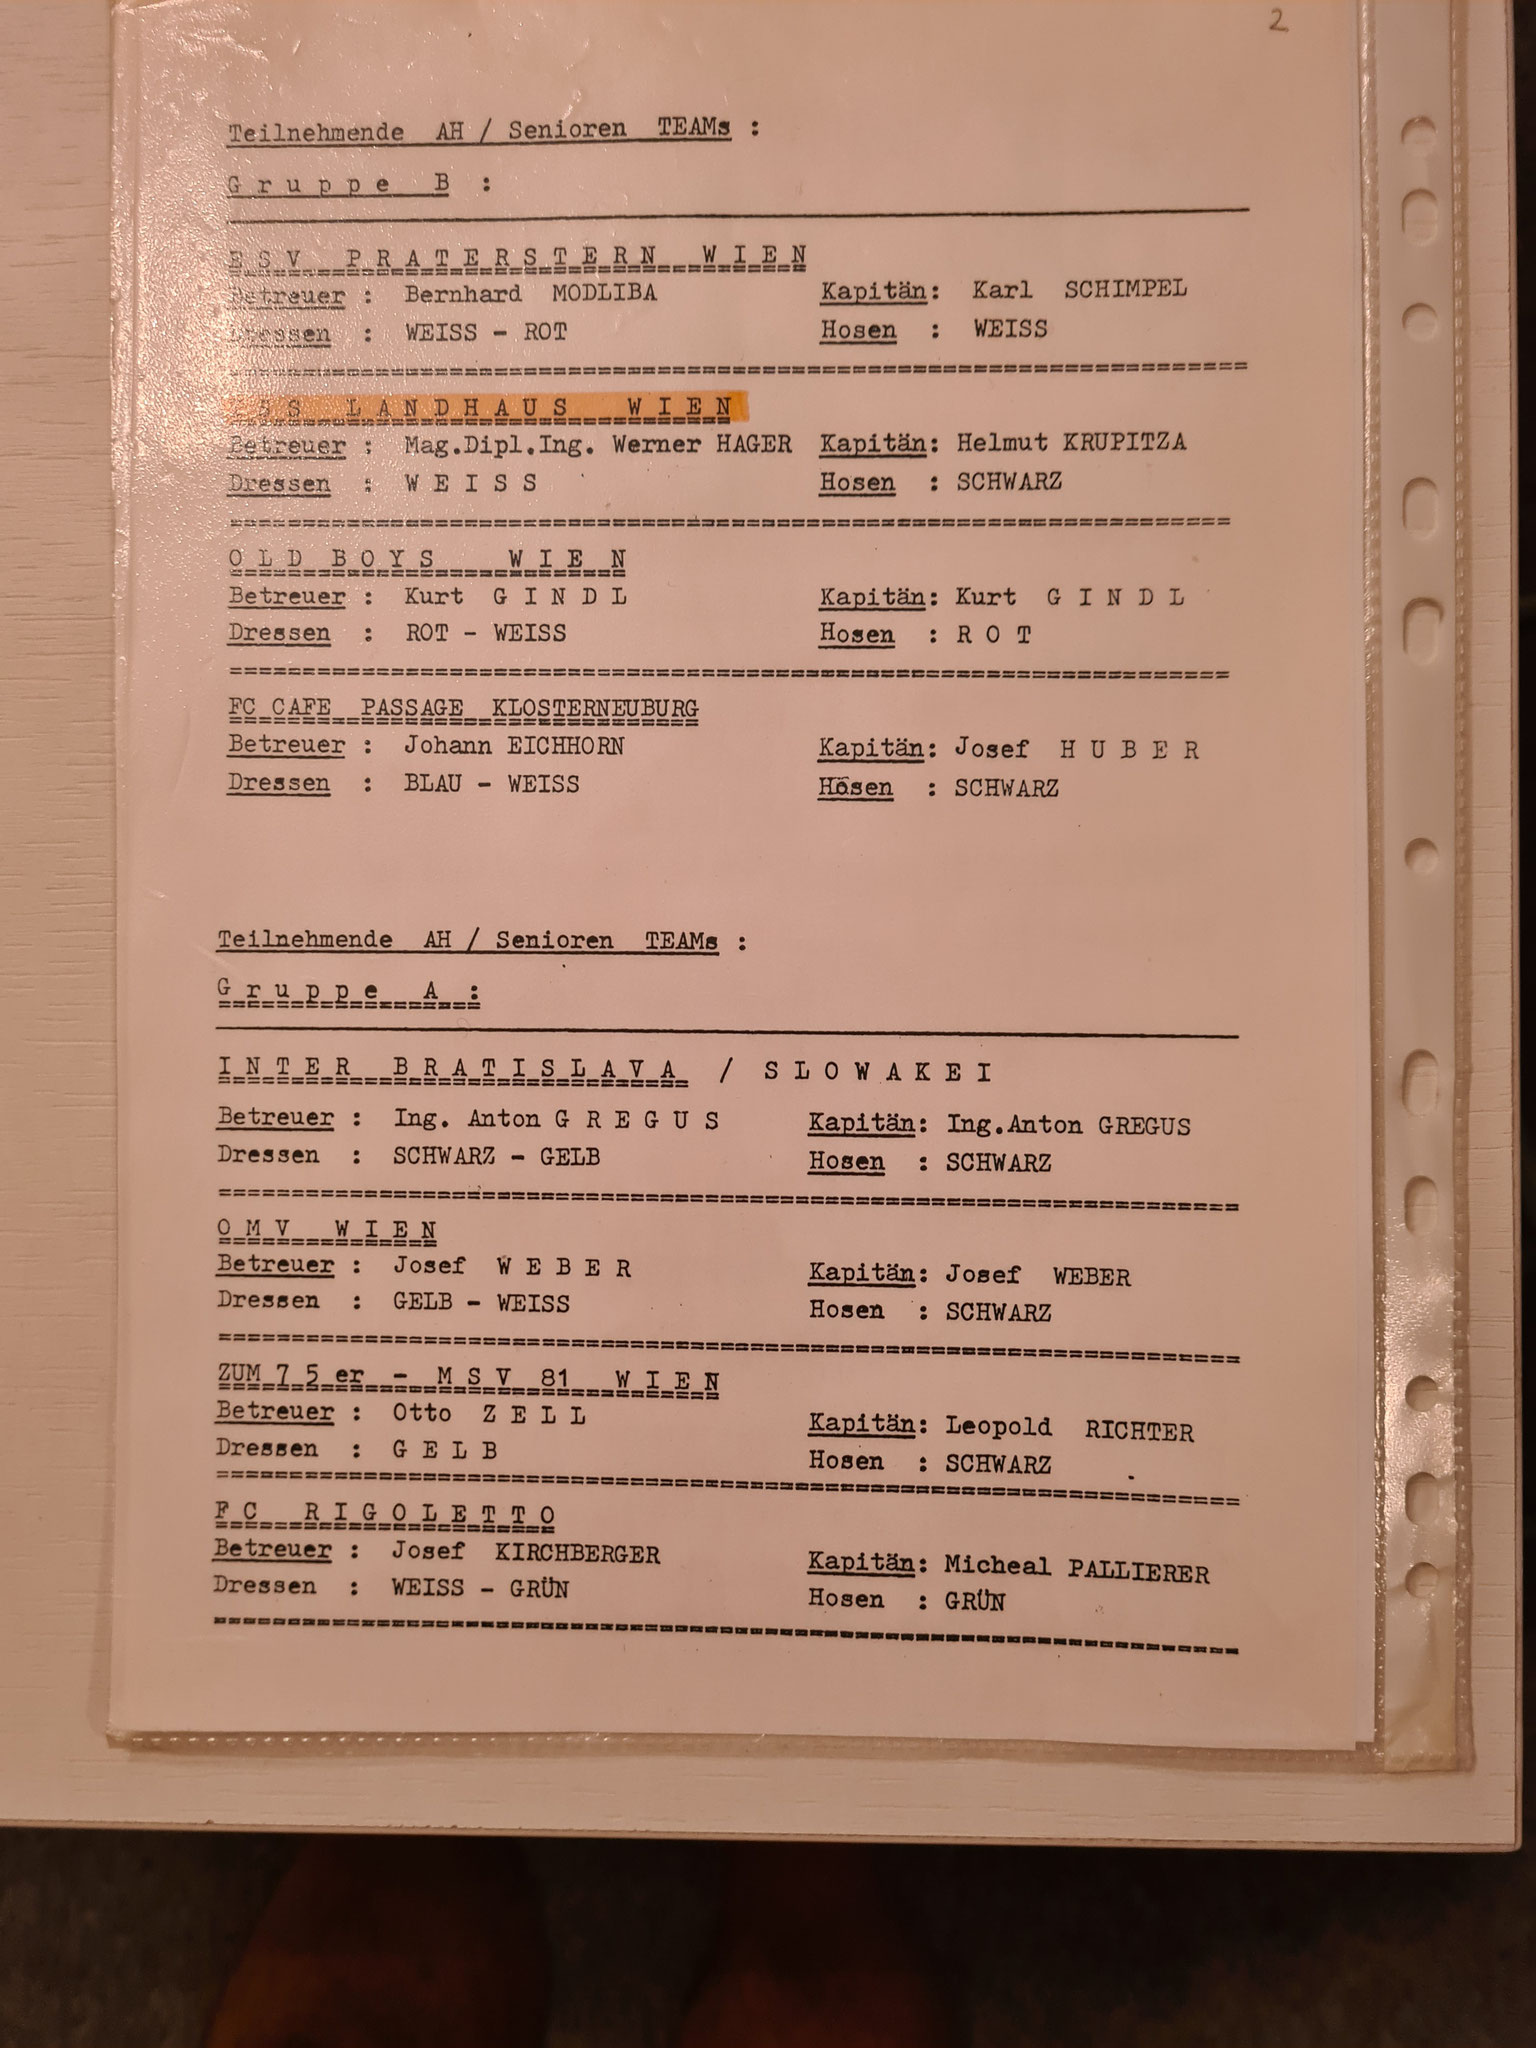 2
Teilnehmende AH / Senioren TEAMs :
G r u p p e B :
E S V P R A T E R S T E R N W I E N
Betreuer : Bernhard MODLIBA Kapitän: Karl SCHIMPEL
Dressen : WEISS - ROT Hosen : WEISS
L A N D H A U S W I E N
Betreuer : Mag.Dipl.Ing. Werner HAGER Kapitän: Helmut KRUPITZA
Dressen : W E I S S Hosen : SCHWARZ
O L D B O Y S W I E N
Betreuer : Kurt G I N D L Kapitän: Kurt G I N D L
Dressen : ROT - WEISS Hosen : R O T
FC CAFE PASSAGE KLOSTERNEUBURG
Betreuer : Johann EICHHORN Kapitän: Josef H U B E R
Dressen : BLAU - WEISS Hosen : SCHWARZ
Teilnehmende AH / Senioren TEAMs :
G r u p p e A :
I N T E R B R A T I S L A V A / S L O W A K E I
Betreuer : Ing. Anton G R E G U S Kapitän: Ing.Anton GREGUS
Dressen : SCHWARZ - GELB Hosen : SCHWARZ
O M V W I E N
Betreuer : Josef W E B E R Kapitän: Josef WEBER
Dressen : GELB - WEISS Hosen : SCHWARZ
ZUM 7 5 er - M S V 81 W I E N
Betreuer : Otto Z E L L Kapitän: Leopold RICHTER
Dressen : G E L B Hosen : SCHWARZ
F C R I G O L E T T O
Betreuer : Josef KIRCHBERGER Kapitän: Micheal PALLIERER
Dressen : WEISS - GRÜN Hosen : GRÜN